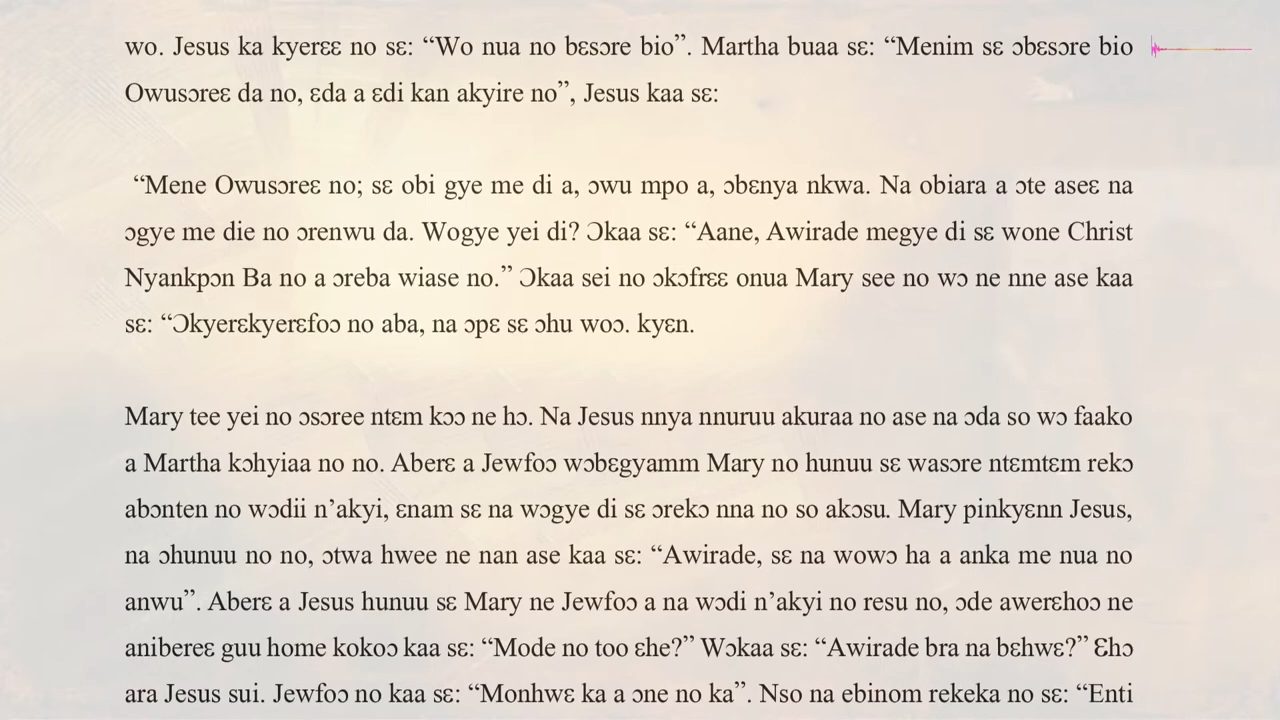 wo. Jesus ka kyerɛɛ no sɛ: “Wo nua no bɛsɔre bio”. Martha buaa sɛ: “Menim sɛ ɔbɛsɔre bio
Owusɔreɛ da no, ɛda a ɛdi kan akyire no”, Jesus kaa sɛ:
“Mene Owusɔreɛ no; sɛ obi gye me di a, ɔwu mpo a, ɔbɛnya nkwa. Na obiara a ɔte aseɛ na
ɔgye me die no ɔrenwu da. Wogye yei di? Ɔkaa sɛ: “Aane, Awirade megye di sɛ wone Christ
Nyankpɔn Ba no a ɔreba wiase no.” Ɔkaa sei no ɔkɔfrɛɛ onua Mary see no wɔ ne nne ase kaa
sɛ: “Ɔkyerɛkyerɛfoɔ no aba, na ɔpɛ sɛ ɔhu woɔ. kyɛn.
Mary tee yei no ɔsɔree ntɛm kɔɔ ne hɔ. Na Jesus nnya nnuruu akuraa no ase na ɔda so wɔ faako
a Martha kɔhyiaa no no. Aberɛ a Jewfoɔ wɔbɛgyamm Mary no hunuu sɛ wasɔre ntɛmtɛm rekɔ
abɔnten no wɔdii n’akyi, ɛnam sɛ na wɔgye di sɛ ɔrekɔ nna no so akɔsu. Mary pinkyɛnn Jesus,
na ɔhunuu no no, ɔtwa hwee ne nan ase kaa sɛ: “Awirade, sɛ na wowɔ ha a anka me nua no
anwu”. Aberɛ a Jesus hunuu sɛ Mary ne Jewfoɔ a na wɔdi n’akyi no resu no, ɔde awerɛhoɔ ne
anibereɛ guu home kokoɔ kaa sɛ: “Mode no too ɛhe?” Wɔkaa sɛ: “Awirade bra na bɛhwɛ?” Ɛhɔ
ara Jesus sui. Jewfoɔ no kaa sɛ: “Monhwɛ ka a ɔne no ka”. Nso na ebinom rekeka no sɛ: “Enti